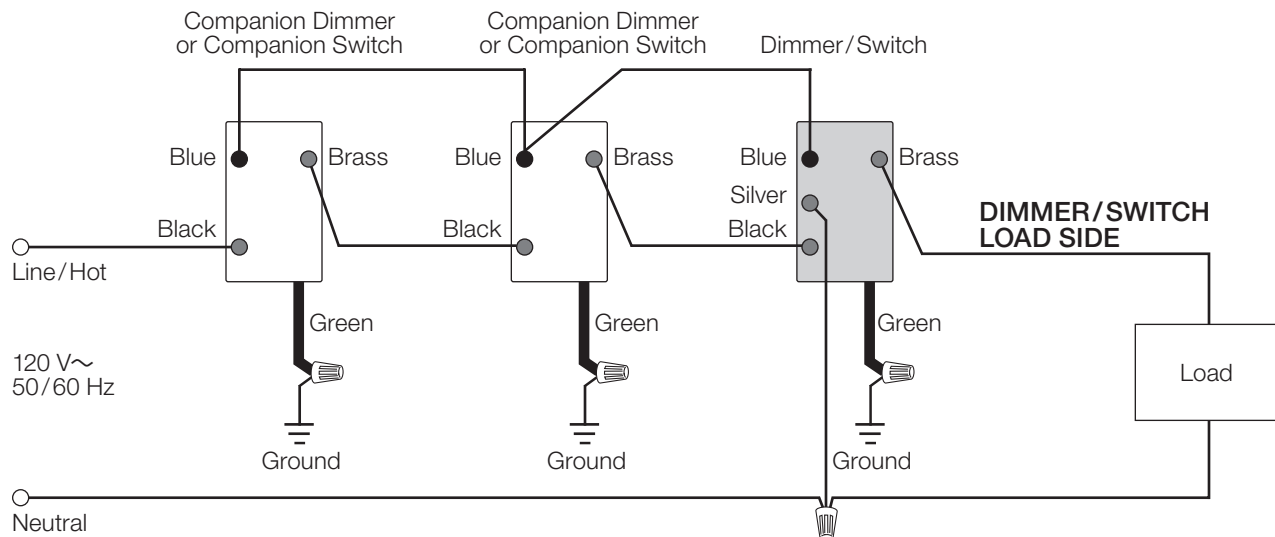 Companion Dimmer
or Companion Switch
Companion Dimmer
or Companion Switch
Dimmer/Switch
Blue
Brass
Blue
Brass
Blue
Brass
Silver
Black
Black
Black
DIMMER/SWITCH
LOAD SIDE
Line/Hot
Green
Green
Green
120 V~
50/60 Hz
Load
Ground
Ground
Ground
Neutral